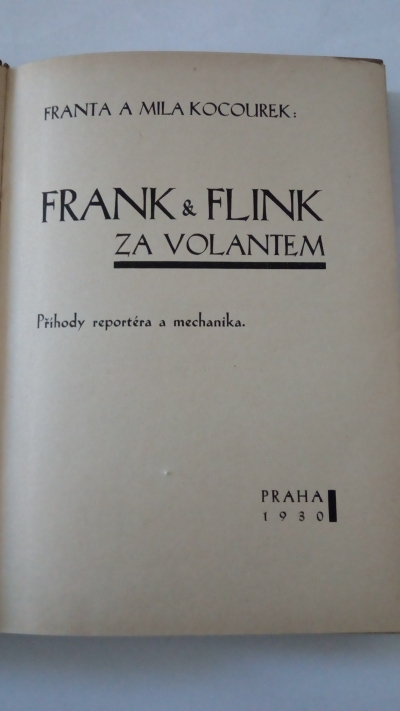 FRANTA A MILA KOCOUREK:
FRANK & FLINK
ZA VOLANTEM
Příhody reportéra a mechanika.
PRAHA
1930